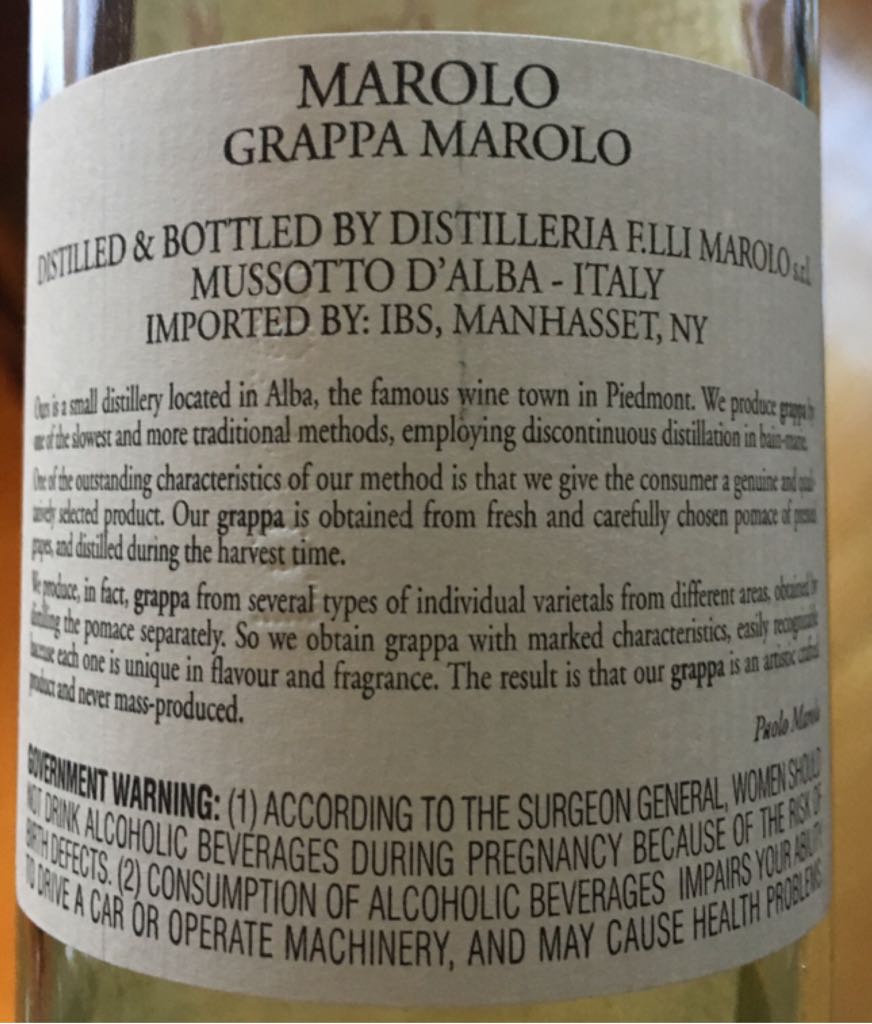 MAROLO
GRAPPA MAROLO
DISTILLED & BOTTLED BY DISTILLERIA F.LLI MAROLO s.r.l.
MUSSOTTO D'ALBA - ITALY
IMPORTED BY: IBS, MANHASSET, NY
Ours is a small distillery located in Alba, the famous wine town in Piedmont. We produce grappa by
one of the slowest and more traditional methods, employing discontinuous distillation in bain-marie.
One of the outstanding characteristics of our method is that we give the consumer a genuine and quali-
tatively selected product. Our grappa is obtained from fresh and carefully chosen pomace of
grapes, and distilled during the harvest time.
We produce, in fact, grappa from several types of individual varietals from different areas, obtained by
distilling the pomace separately. So we obtain grappa with marked characteristics, easily recognizable
because each one is unique in flavour and fragrance. The result is that our grappa is an artistic crafted
product and never mass-produced.
Paolo Marolo
GOVERNMENT WARNING: (1) ACCORDING TO THE SURGEON GENERAL, WOMEN SHOULD
NOT DRINK ALCOHOLIC BEVERAGES DURING PREGNANCY BECAUSE OF THE RISK OF
BIRTH DEFECTS. (2) CONSUMPTION OF ALCOHOLIC BEVERAGES IMPAIRS YOUR ABILITY
TO DRIVE A CAR OR OPERATE MACHINERY, AND MAY CAUSE HEALTH PROBLEMS.